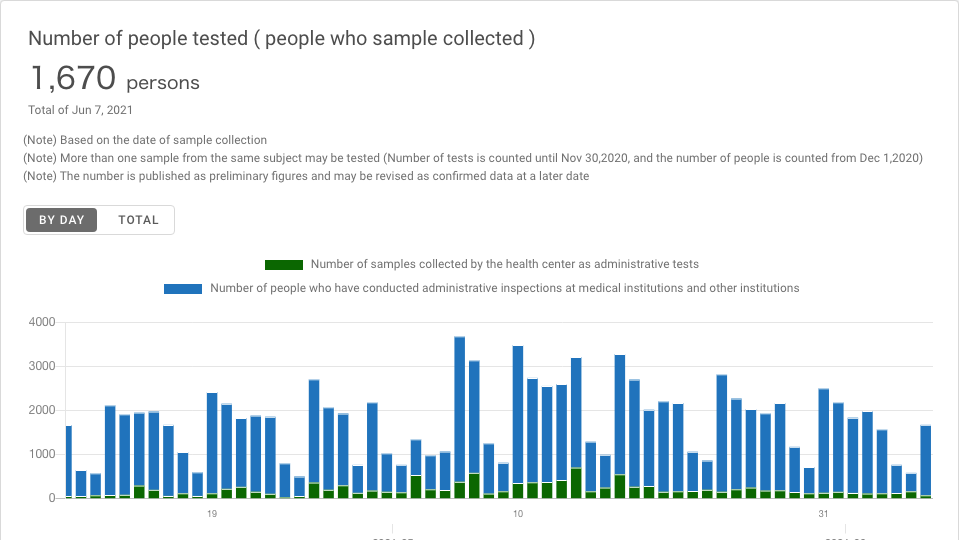 Number of people tested ( people who sample collected )
1,670 persons
Total of Jun 7, 2021
(Note) Based on the date of sample collection
(Note) More than one sample from the same subject may be tested (Number of tests is counted until Nov 30,2020, and the number of people is counted from Dec 1,2020)
(Note) The number is published as preliminary figures and may be revised as confirmed data at a later date
BY DAY TOTAL
Number of samples collected by the health center as administrative tests
Number of people who have conducted administrative inspections at medical institutions and other institutions
4000
3000
2000
1000
0
19 10 31